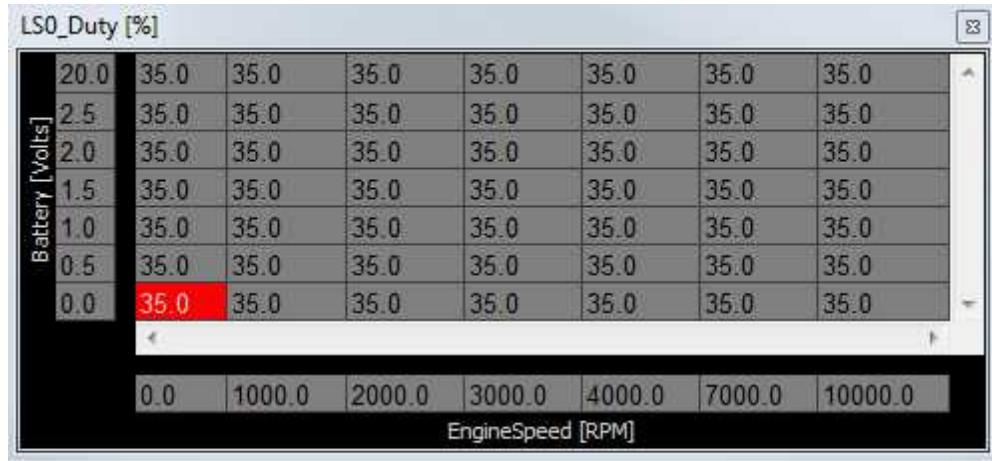 LS0_Duty [%]
Battery [Volts]
20.0 35.0 35.0 35.0 35.0 35.0 35.0 35.0
2.5 35.0 35.0 35.0 35.0 35.0 35.0 35.0
2.0 35.0 35.0 35.0 35.0 35.0 35.0 35.0
1.5 35.0 35.0 35.0 35.0 35.0 35.0 35.0
1.0 35.0 35.0 35.0 35.0 35.0 35.0 35.0
0.5 35.0 35.0 35.0 35.0 35.0 35.0 35.0
0.0 35.0 35.0 35.0 35.0 35.0 35.0 35.0
0.0 1000.0 2000.0 3000.0 4000.0 7000.0 10000.0
EngineSpeed [RPM]